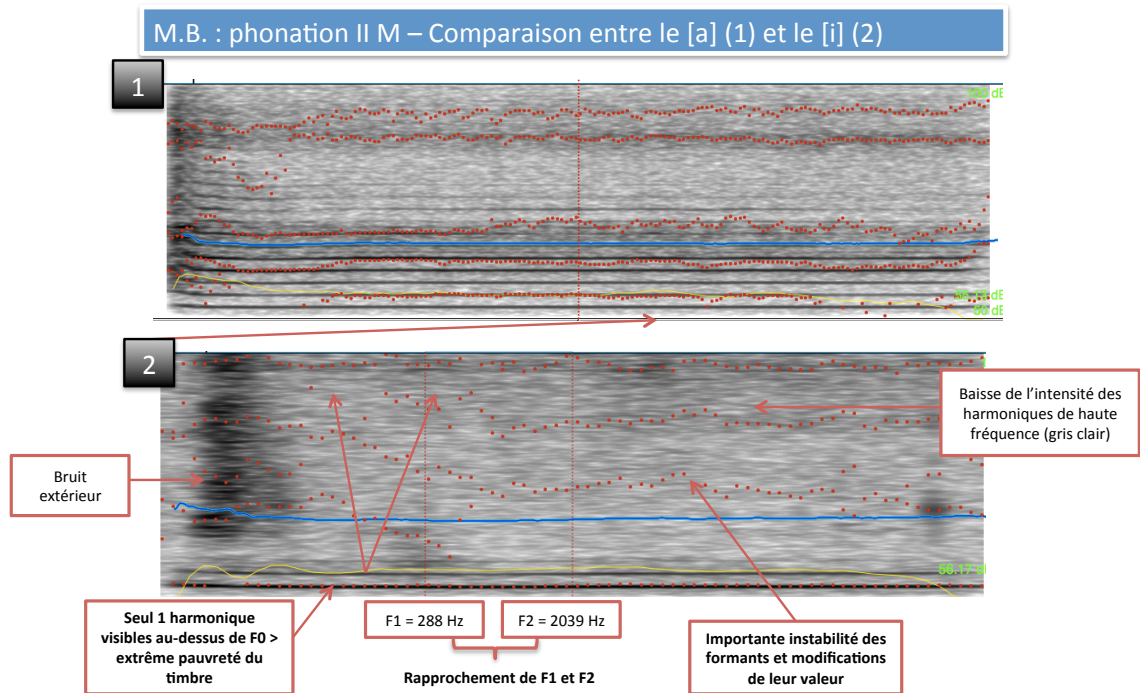 M.B. : phonation II M – Comparaison entre le [a] (1) et le [i] (2)
1
2
Bruit
extérieur
Baisse de l'intensité des
harmoniques de haute
fréquence (gris clair)
Seul 1 harmonique
visibles au-dessus de F0 >
extrême pauvreté du
timbre
F1 = 288 Hz
F2 = 2039 Hz
Rapprochement de F1 et F2
Importante instabilité des
formants et modifications
de leur valeur